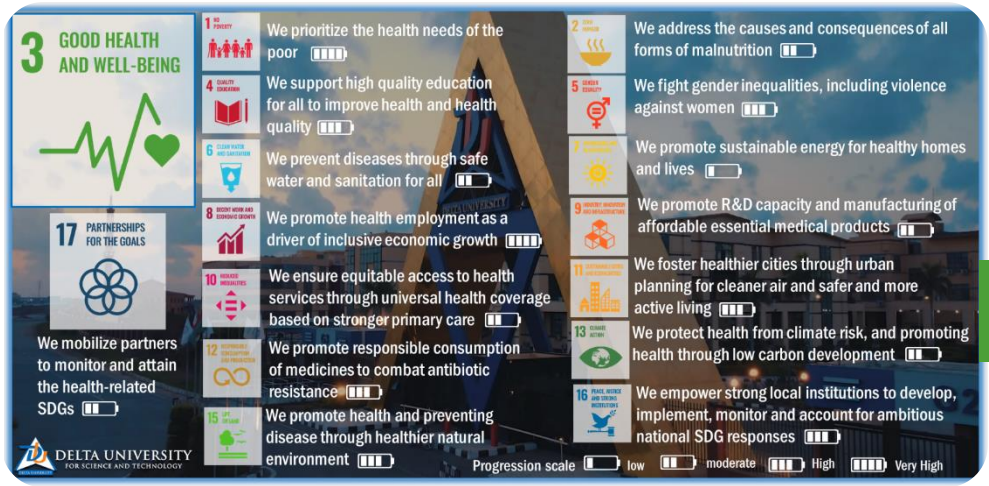 3 GOOD HEALTH
AND WELL-BEING
17 PARTNERSHIPS
FOR THE GOALS
We mobilize partners
to monitor and attain
the health-related
SDGs
1 NO
POVERTY
We prioritize the health needs of the
poor
4 QUALITY
EDUCATION
We support high quality education
for all to improve health and health
quality
6 CLEAN WATER
AND SANITATION
We prevent diseases through safe
water and sanitation for all
8 DECENT WORK AND
ECONOMIC GROWTH
We promote health employment as a
driver of inclusive economic growth
10 REDUCED
INEQUALITIES
We ensure equitable access to health
services through universal health coverage
based on stronger primary care
12 RESPONSIBLE
CONSUMPTION
AND PRODUCTION
We promote responsible consumption
of medicines to combat antibiotic
resistance
15 LIFE
ON LAND
We promote health and preventing
disease through healthier natural
environment
2 ZERO
HUNGER
We address the causes and consequences of all
forms of malnutrition
5 GENDER
EQUALITY
We fight gender inequalities, including violence
against women
7
We promote sustainable energy for healthy homes
and lives
9 INDUSTRY, INNOVATION
AND INFRASTRUCTURE
We promote R&D capacity and manufacturing of
affordable essential medical products
11 SUSTAINABLE CITIES
AND COMMUNITIES
We foster healthier cities through urban
planning for cleaner air and safer and more
active living
13 CLIMATE
ACTION
We protect health from climate risk, and promoting
health through low carbon development
16 PEACE, JUSTICE
AND STRONG
INSTITUTIONS
We empower strong local institutions to develop,
implement, monitor and account for ambitious
national SDG responses
DELTA UNIVERSITY
FOR SCIENCE AND TECHNOLOGY
Progression scale low moderate High Very High